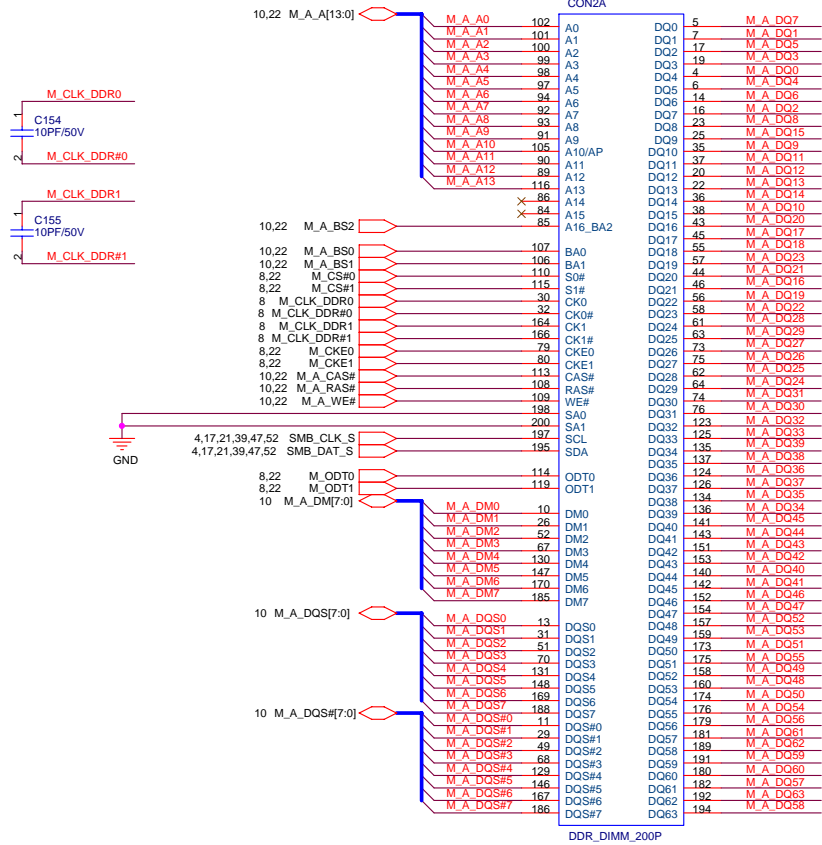 CON2A
10,22 M_A_A[13:0]
M_A_A0 102 A0 DQ0 5 M_A_DQ7
M_A_A1 101 A1 DQ1 7 M_A_DQ1
M_A_A2 100 A2 DQ2 17 M_A_DQ5
M_A_A3 99 A3 DQ3 19 M_A_DQ3
M_A_A4 98 A4 DQ4 4 M_A_DQ0
M_A_A5 97 A5 DQ5 6 M_A_DQ4
M_A_A6 94 A6 DQ6 14 M_A_DQ6
M_A_A7 92 A7 DQ7 16 M_A_DQ2
M_A_A8 93 A8 DQ8 23 M_A_DQ8
M_A_A9 91 A9 DQ9 25 M_A_DQ15
M_A_A10 105 A10/AP DQ10 35 M_A_DQ9
M_A_A11 90 A11 DQ11 37 M_A_DQ11
M_A_A12 89 A12 DQ12 20 M_A_DQ12
M_A_A13 116 A13 DQ13 22 M_A_DQ13
86 A14 DQ14 36 M_A_DQ14
84 A15 DQ15 38 M_A_DQ10
10,22 M_A_BS2 85 A16_BA2 DQ16 43 M_A_DQ20
DQ17 45 M_A_DQ17
10,22 M_A_BS0 107 BA0 DQ18 55 M_A_DQ18
10,22 M_A_BS1 106 BA1 DQ19 57 M_A_DQ23
8,22 M_CS#0 110 S0# DQ20 44 M_A_DQ21
8,22 M_CS#1 115 S1# DQ21 46 M_A_DQ16
8 M_CLK_DDR0 30 CK0 DQ22 56 M_A_DQ19
8 M_CLK_DDR#0 32 CK0# DQ23 58 M_A_DQ22
8 M_CLK_DDR1 164 CK1 DQ24 61 M_A_DQ28
8 M_CLK_DDR#1 166 CK1# DQ25 63 M_A_DQ29
8,22 M_CKE0 79 CKE0 DQ26 73 M_A_DQ27
8,22 M_CKE1 80 CKE1 DQ27 75 M_A_DQ26
10,22 M_A_CAS# 113 CAS# DQ28 62 M_A_DQ25
10,22 M_A_RAS# 108 RAS# DQ29 64 M_A_DQ24
10,22 M_A_WE# 109 WE# DQ30 74 M_A_DQ31
198 SA0 DQ31 76 M_A_DQ30
200 SA1 DQ32 123 M_A_DQ32
4,17,21,39,47,52 SMB_CLK_S 197 SCL DQ33 125 M_A_DQ33
4,17,21,39,47,52 SMB_DAT_S 195 SDA DQ34 135 M_A_DQ39
DQ35 137 M_A_DQ38
8,22 M_ODT0 114 ODT0 DQ36 124 M_A_DQ36
8,22 M_ODT1 119 ODT1 DQ37 126 M_A_DQ37
10 M_A_DM[7:0] DQ38 134 M_A_DQ35
M_A_DM0 10 DM0 DQ39 136 M_A_DQ34
M_A_DM1 26 DM1 DQ40 141 M_A_DQ45
M_A_DM2 52 DM2 DQ41 143 M_A_DQ44
M_A_DM3 67 DM3 DQ42 151 M_A_DQ43
M_A_DM4 130 DM4 DQ43 153 M_A_DQ42
M_A_DM5 147 DM5 DQ44 140 M_A_DQ40
M_A_DM6 170 DM6 DQ45 142 M_A_DQ41
M_A_DM7 185 DM7 DQ46 152 M_A_DQ46
10 M_A_DQS[7:0] DQ47 154 M_A_DQ47
M_A_DQS0 13 DQS0 DQ48 157 M_A_DQ52
M_A_DQS1 31 DQS1 DQ49 159 M_A_DQ53
M_A_DQS2 51 DQS2 DQ50 173 M_A_DQ51
M_A_DQS3 70 DQS3 DQ51 175 M_A_DQ55
M_A_DQS4 131 DQS4 DQ52 158 M_A_DQ49
M_A_DQS5 148 DQS5 DQ53 160 M_A_DQ48
M_A_DQS6 169 DQS6 DQ54 174 M_A_DQ50
M_A_DQS7 188 DQS7 DQ55 176 M_A_DQ54
10 M_A_DQS#[7:0]
M_A_DQS#0 11 DQS#0 DQ56 179 M_A_DQ56
M_A_DQS#1 29 DQS#1 DQ57 181 M_A_DQ61
M_A_DQS#2 49 DQS#2 DQ58 189 M_A_DQ62
M_A_DQS#3 68 DQS#3 DQ59 191 M_A_DQ59
M_A_DQS#4 129 DQS#4 DQ60 180 M_A_DQ60
M_A_DQS#5 146 DQS#5 DQ61 182 M_A_DQ57
M_A_DQS#6 167 DQS#6 DQ62 192 M_A_DQ63
M_A_DQS#7 186 DQS#7 DQ63 194 M_A_DQ58
DDR_DIMM_200P
M_CLK_DDR0
1
C154
10PF/50V
2
M_CLK_DDR#0
M_CLK_DDR1
1
C155
10PF/50V
2
M_CLK_DDR#1
GND